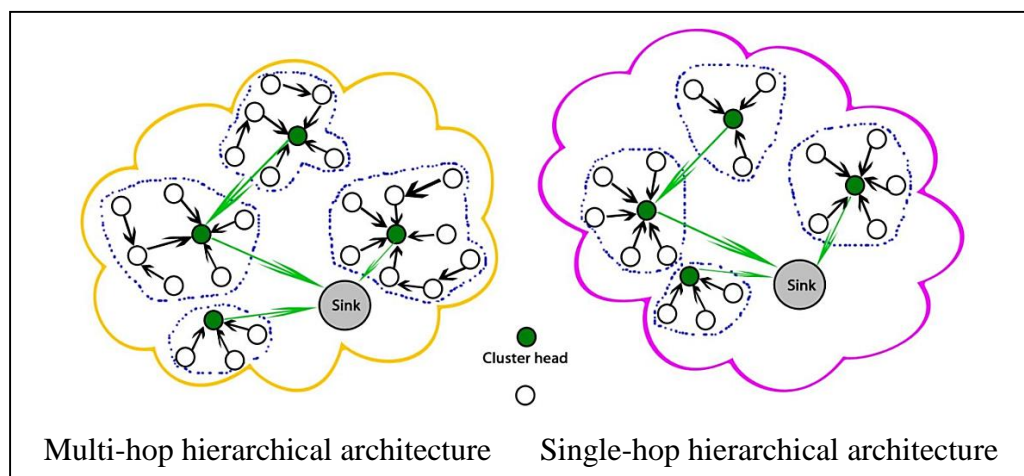 Sink
Sink
Cluster head
Multi-hop hierarchical architecture
Single-hop hierarchical architecture